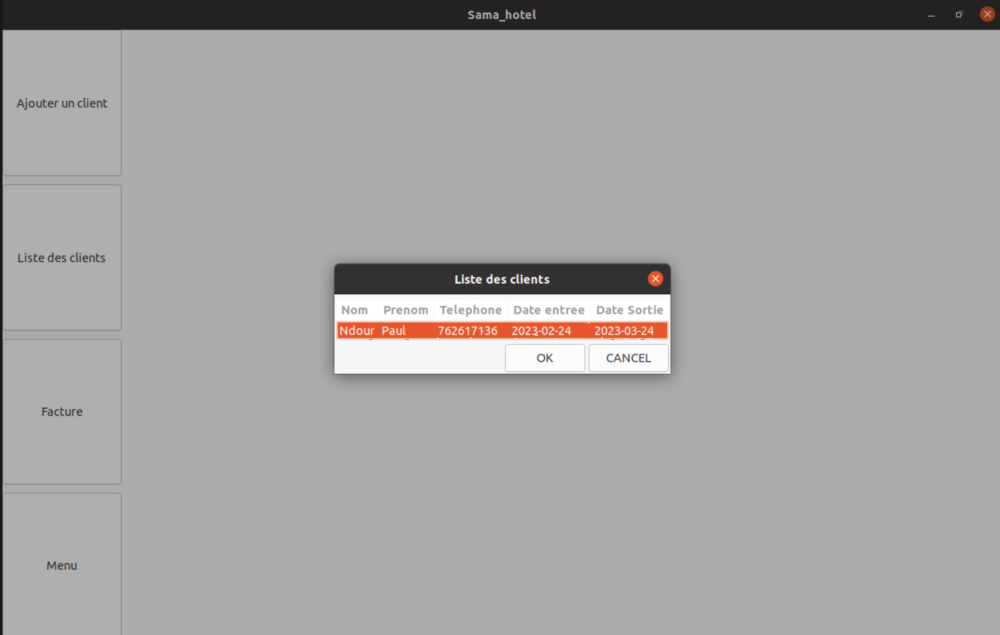 Sama_hotel
Ajouter un client
Liste des clients
Facture
Menu
Liste des clients
Nom Prenom Telephone Date entree Date Sortie
Ndour Paul 762617136 2023-02-24 2023-03-24
OK CANCEL